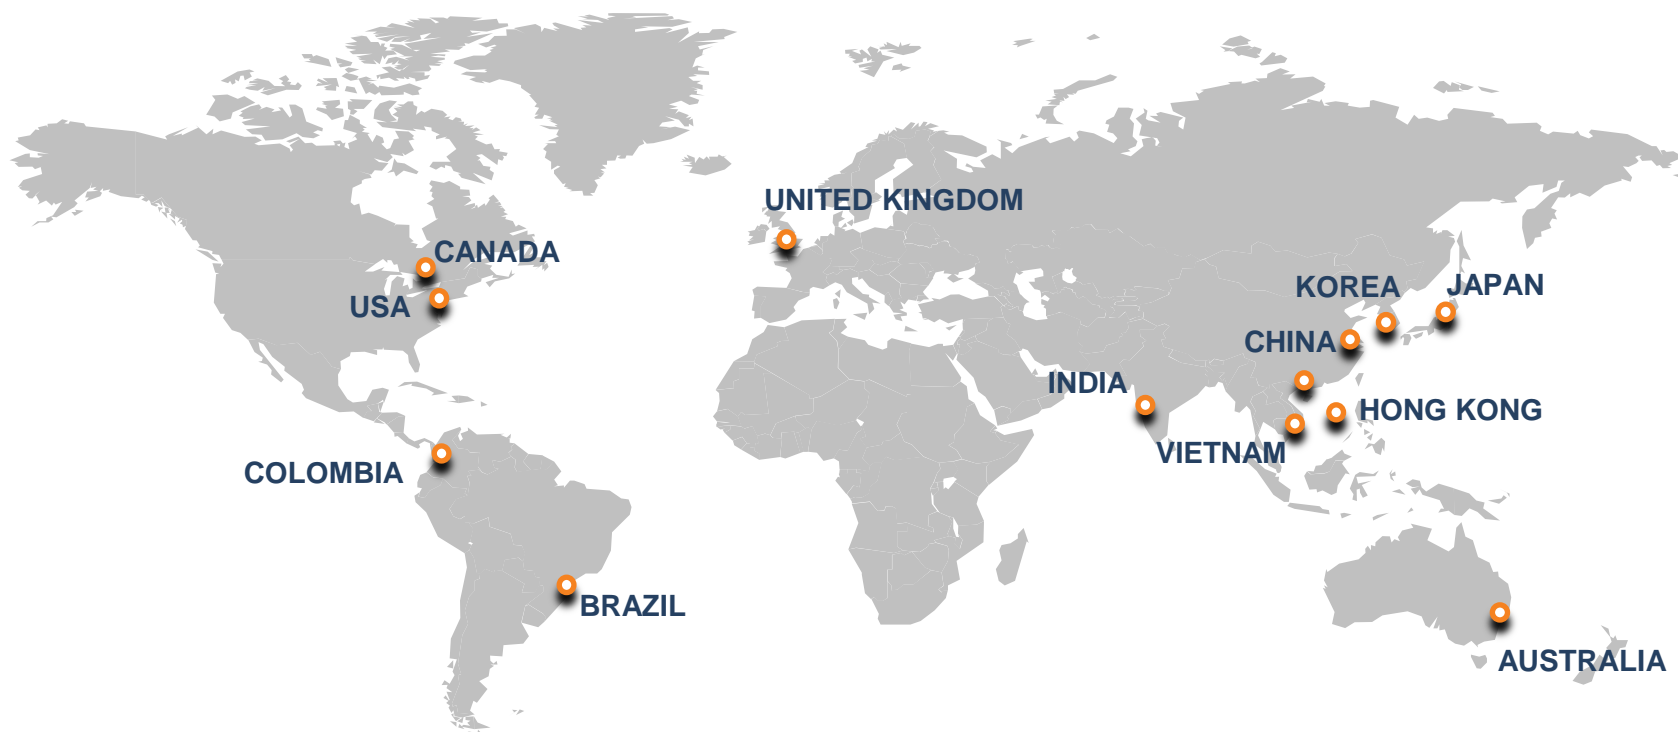 UNITED KINGDOM
CANADA
USA
KOREA
JAPAN
CHINA
INDIA
HONG KONG
VIETNAM
COLOMBIA
BRAZIL
AUSTRALIA